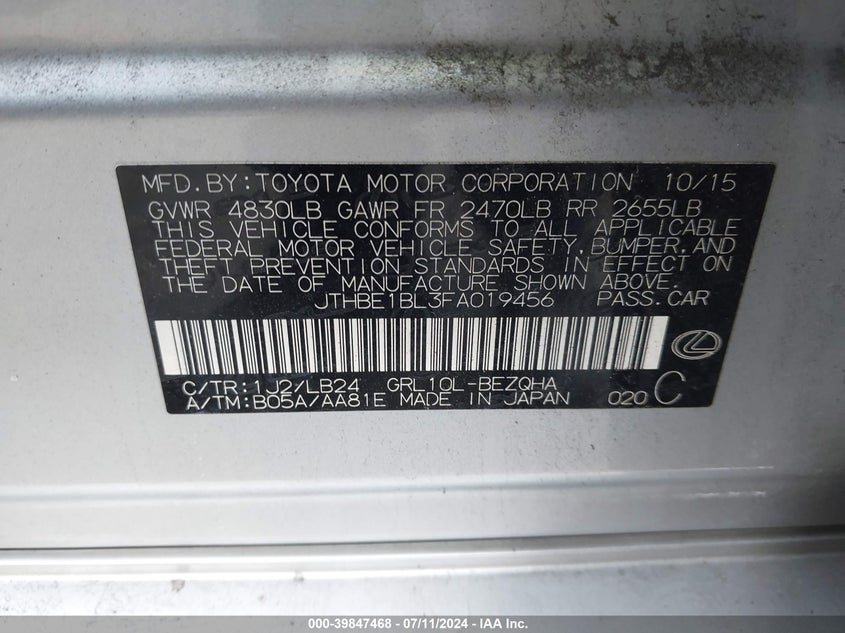 MFD.BY:TOYOTA MOTOR CORPORATION 10/15
GVWR 4830LB GAWR FR 2470LB RR 2655LB
THIS VEHICLE CONFORMS TO ALL APPLICABLE
FEDERAL MOTOR VEHICLE SAFETY,BUMPER,AND
THEFT PREVENTION STANDARDS IN EFFECT ON
THE DATE OF MANUFACTURE SHOWN ABOVE.
JTHBE1BL3FA019456 PASS.CAR
C/TR:1J2/LB24 GRL10L-BEZQHA
A/TM:B05A/AA81E MADE IN JAPAN 020 C
000-39847468 - 07/11/2024 - IAA Inc.